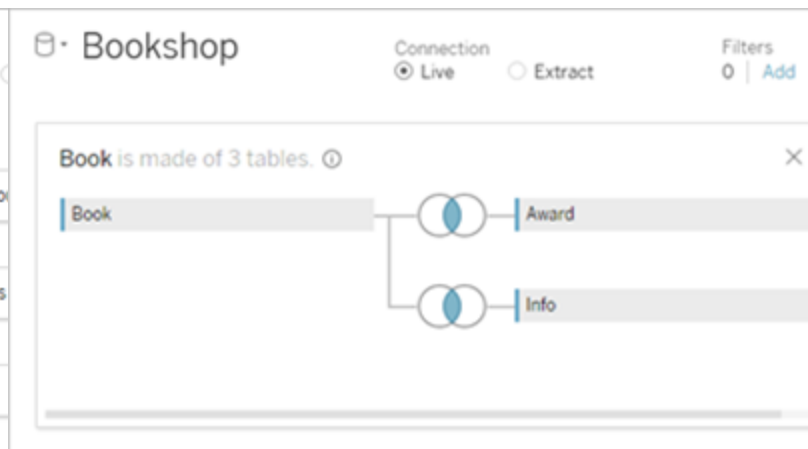 Bookshop
Connection
Live
Extract
Filters
0
Add
Book is made of 3 tables.
Book
Award
Info